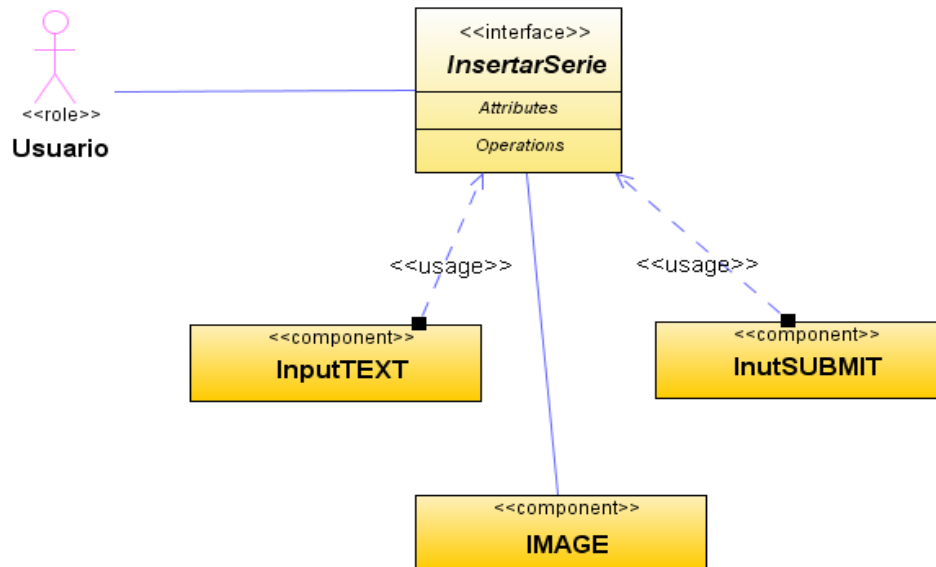 <<interface>>
InsertarSerie
Attributes
Operations
<<role>>
Usuario
<<usage>>
<<usage>>
<<component>>
InputTEXT
<<component>>
InutSUBMIT
<<component>>
IMAGE